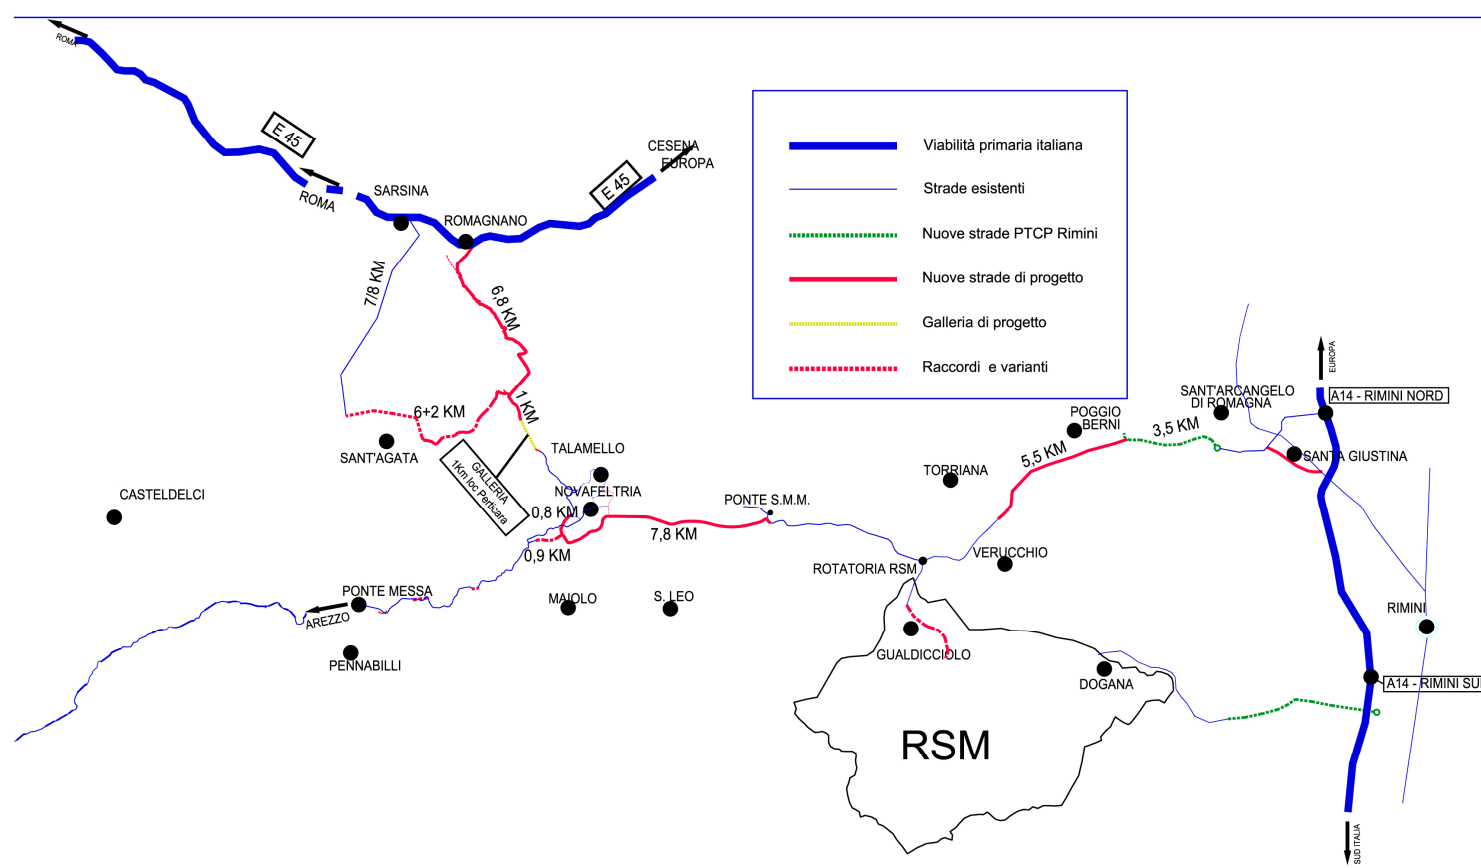 ROMA
E 45
CESENA
EUROPA
E 45
ROMA
SARSINA
ROMAGNANO
Viabilità primaria italiana
Strade esistenti
Nuove strade PTCP Rimini
Nuove strade di progetto
Galleria di progetto
Raccordi e varianti
7/8 KM
6,8 KM
EUROPA
A14 - RIMINI NORD
SANT'ARCANGELO
DI ROMAGNA
POGGIO
BERNI
3,5 KM
6+2 KM
1 KM
SANT'AGATA
TALAMELLO
GALLERIA
1Km loc Perticara
5,5 KM
SANTA GIUSTINA
TORRIANA
CASTELDELCI
NOVAFELTRIA
0,8 KM
PONTE S.M.M.
7,8 KM
0,9 KM
VERUCCHIO
ROTATORIA RSM
PONTE MESSA
AREZZO
MAIOLO
S. LEO
RIMINI
PENNABILLI
GUALDICCIOLO
DOGANA
A14 - RIMINI SU
RSM
SUD ITALIA